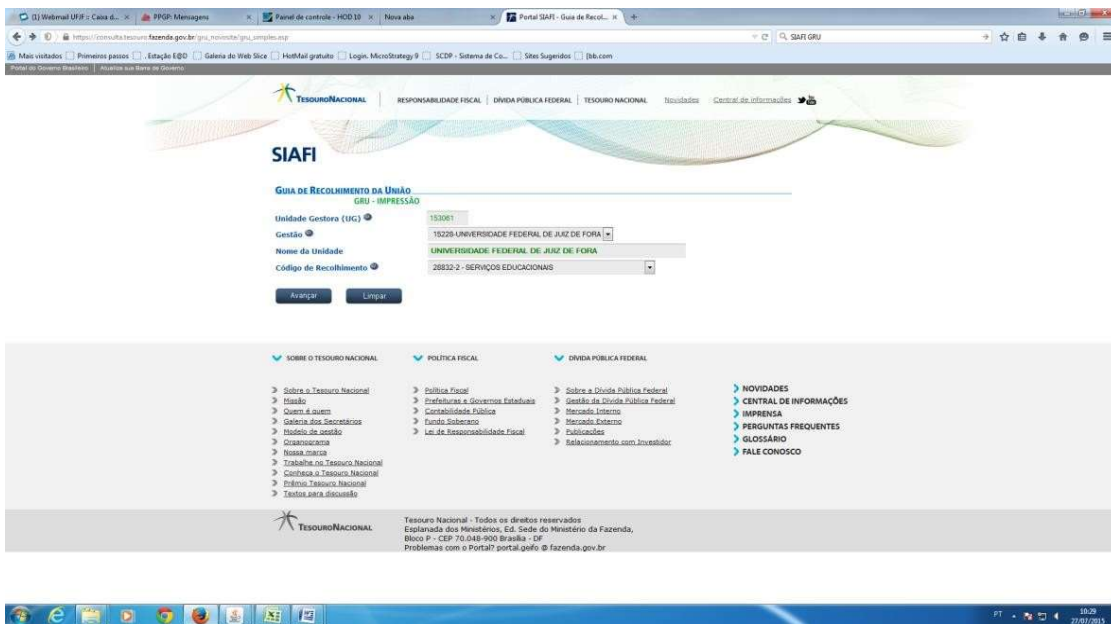 (1) Webmail UFJF :: Caixa d...
PPGP: Mensagens
Painel de controle - HOD 10
Nova aba
Portal SIAFI - Guia de Recol...
https://consulta.tesouro.fazenda.gov.br/gru_novosite/gru_simples.asp
SIAFI GRU
Mais visitados
Primeiros passos
Estação E@D
Galeria do Web Slice
HotMail gratuito
Login. MicroStrategy 9
SCDP - Sistema de Co...
Sites Sugeridos
[bb.com
Portal do Governo Brasileiro | Atualize sua Barra de Governo
TESOURONACIONAL
RESPONSABILIDADE FISCAL | DÍVIDA PÚBLICA FEDERAL | TESOURO NACIONAL
Novidades
Central de informações
SIAFI
GUIA DE RECOLHIMENTO DA UNIÃO
GRU - IMPRESSÃO
Unidade Gestora (UG) 153061
Gestão 15228-UNIVERSIDADE FEDERAL DE JUIZ DE FORA
Nome da Unidade UNIVERSIDADE FEDERAL DE JUIZ DE FORA
Código de Recolhimento 28832-2 - SERVIÇOS EDUCACIONAIS
Avançar
Limpar
SOBRE O TESOURO NACIONAL
Sobre o Tesouro Nacional
Missão
Quem é quem
Galeria dos Secretários
Modelo de gestão
Organograma
Nossa marca
Trabalhe no Tesouro Nacional
Conheça o Tesouro Nacional
Prêmio Tesouro Nacional
Textos para discussão
POLÍTICA FISCAL
Política Fiscal
Prefeituras e Governos Estaduais
Contabilidade Pública
Fundo Soberano
Lei de Responsabilidade Fiscal
DÍVIDA PÚBLICA FEDERAL
Sobre a Dívida Pública Federal
Gestão da Dívida Pública Federal
Mercado Interno
Mercado Externo
Publicações
Relacionamento com Investidor
NOVIDADES
CENTRAL DE INFORMAÇÕES
IMPRENSA
PERGUNTAS FREQUENTES
GLOSSÁRIO
FALE CONOSCO
TESOURONACIONAL
Tesouro Nacional - Todos os direitos reservados
Esplanada dos Ministérios, Ed. Sede do Ministério da Fazenda,
Bloco P - CEP 70.048-900 Brasília - DF
Problemas com o Portal? portal.geifo @ fazenda.gov.br
PT
10:29
27/07/2015